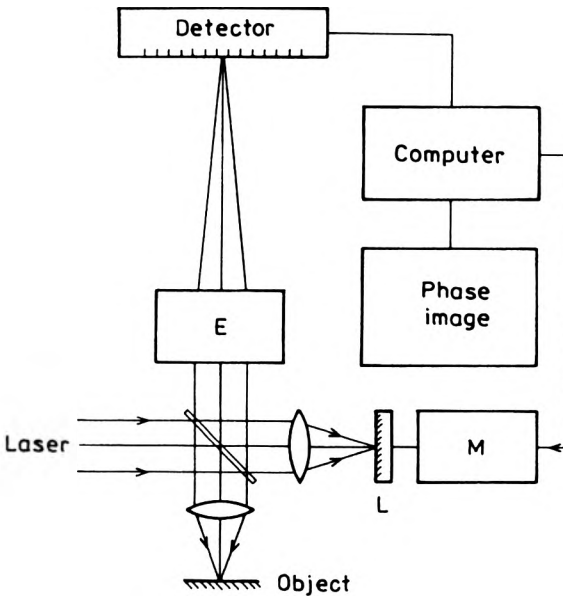 Detector
Computer
Phase
image
E
Laser
M
L
Object